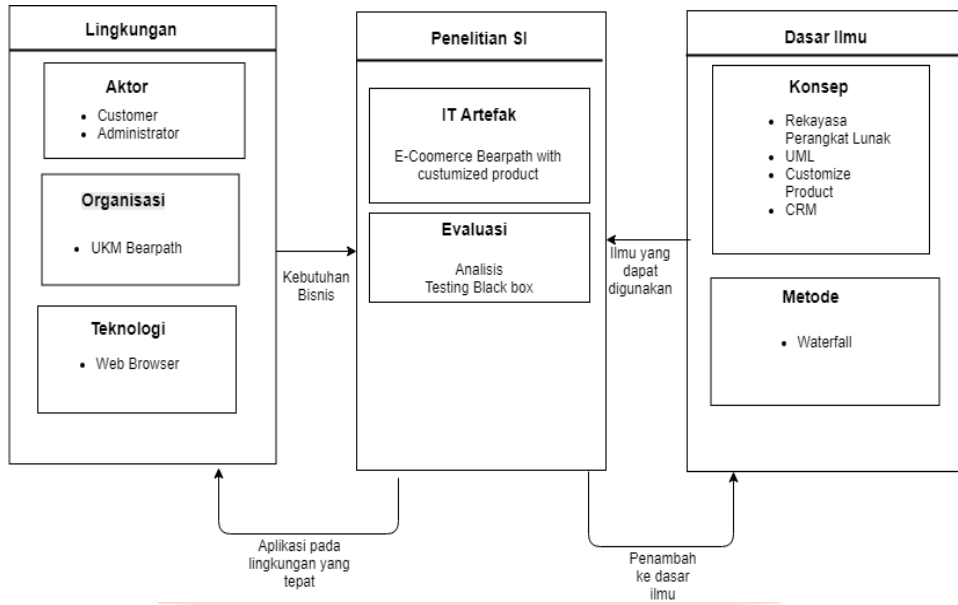 Lingkungan
Aktor
• Customer
• Administrator
Organisasi
• UKM Bearpath
Teknologi
• Web Browser
Kebutuhan
Bisnis
Penelitian SI
IT Artefak
E-Coomerce Bearpath with
custumized product
Evaluasi
Analisis
Testing Black box
Ilmu yang
dapat
digunakan
Dasar Ilmu
Konsep
• Rekayasa
Perangkat Lunak
• UML
• Customize
Product
• CRM
Metode
• Waterfall
Aplikasi pada
lingkungan yang
tepat
Penambah
ke dasar
ilmu